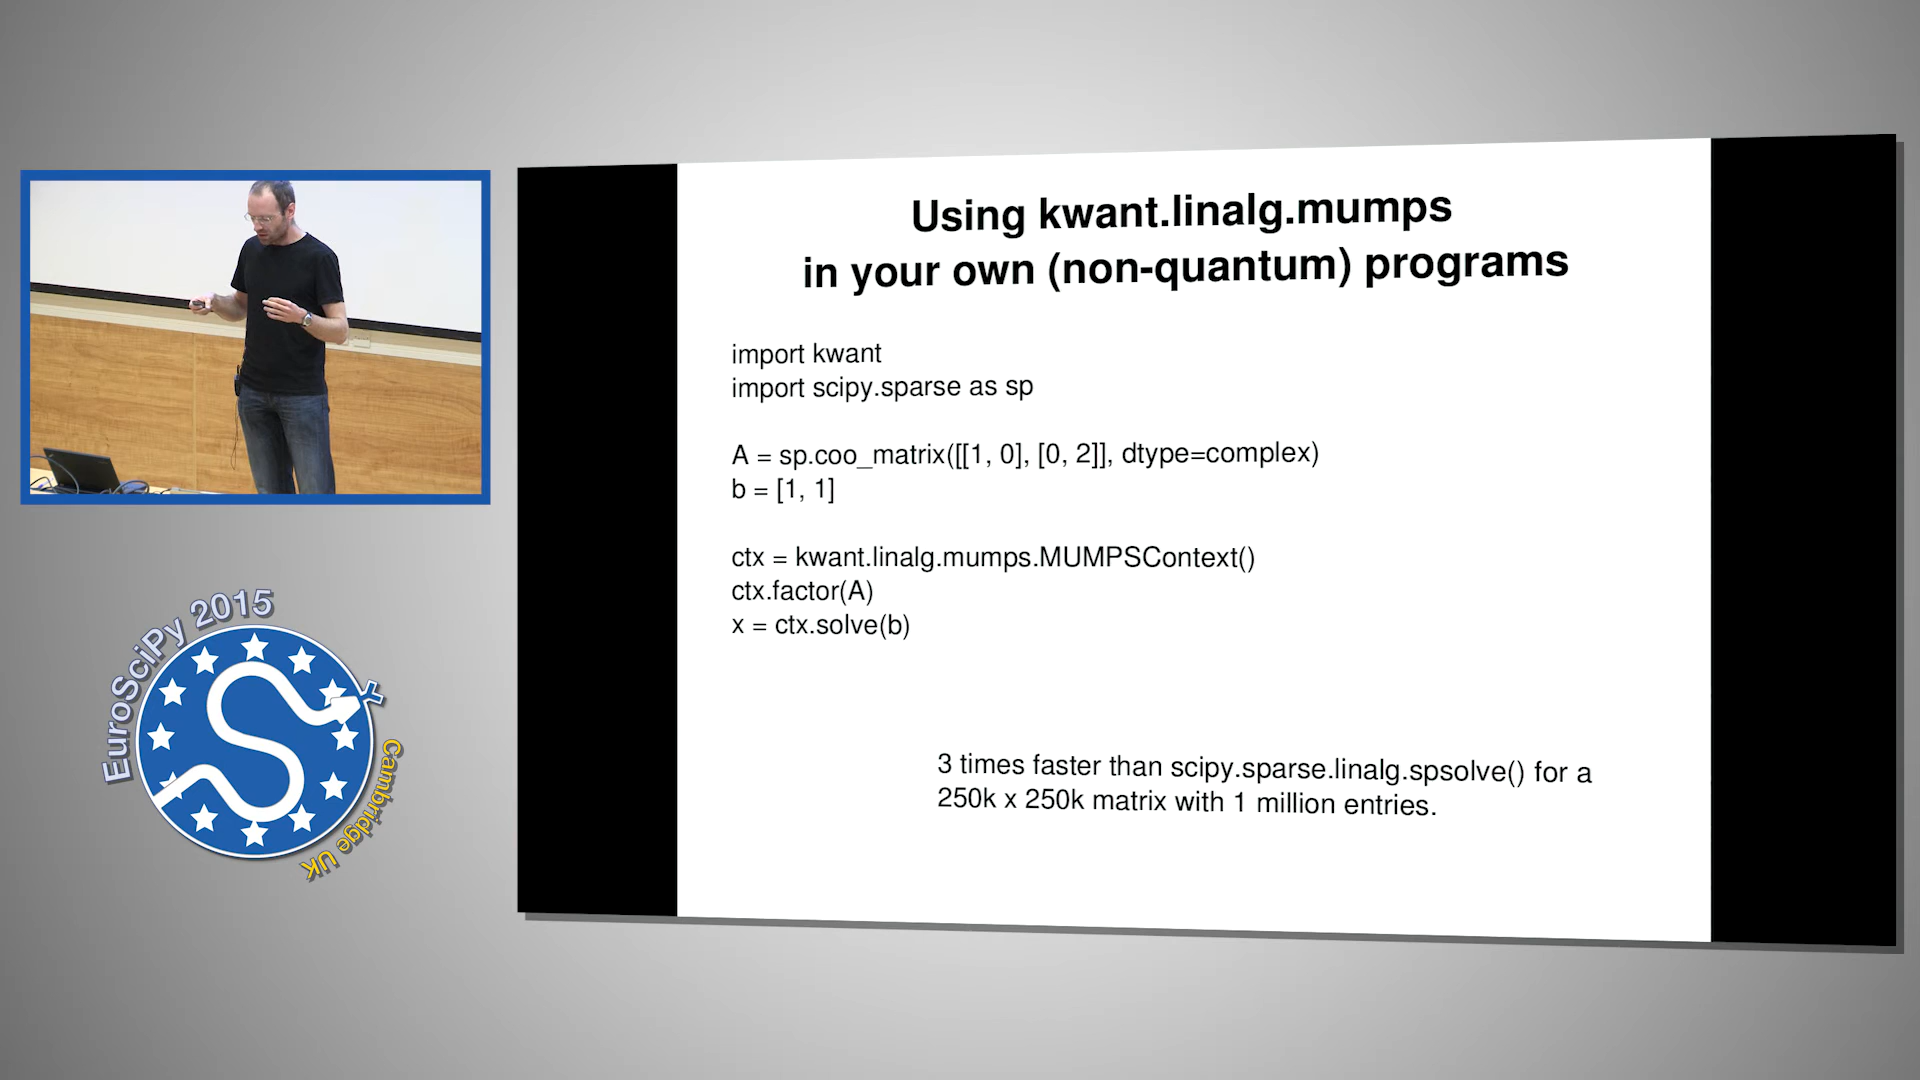 Using kwant.linalg.mumps
in your own (non-quantum) programs
import kwant
import scipy.sparse as sp
A = sp.coo_matrix([[1, 0], [0, 2]], dtype=complex)
b = [1, 1]
ctx = kwant.linalg.mumps.MUMPSContext()
ctx.factor(A)
x = ctx.solve(b)
3 times faster than scipy.sparse.linalg.spsolve() for a
250k x 250k matrix with 1 million entries.
EuroSciPy 2015
Cambridge UK